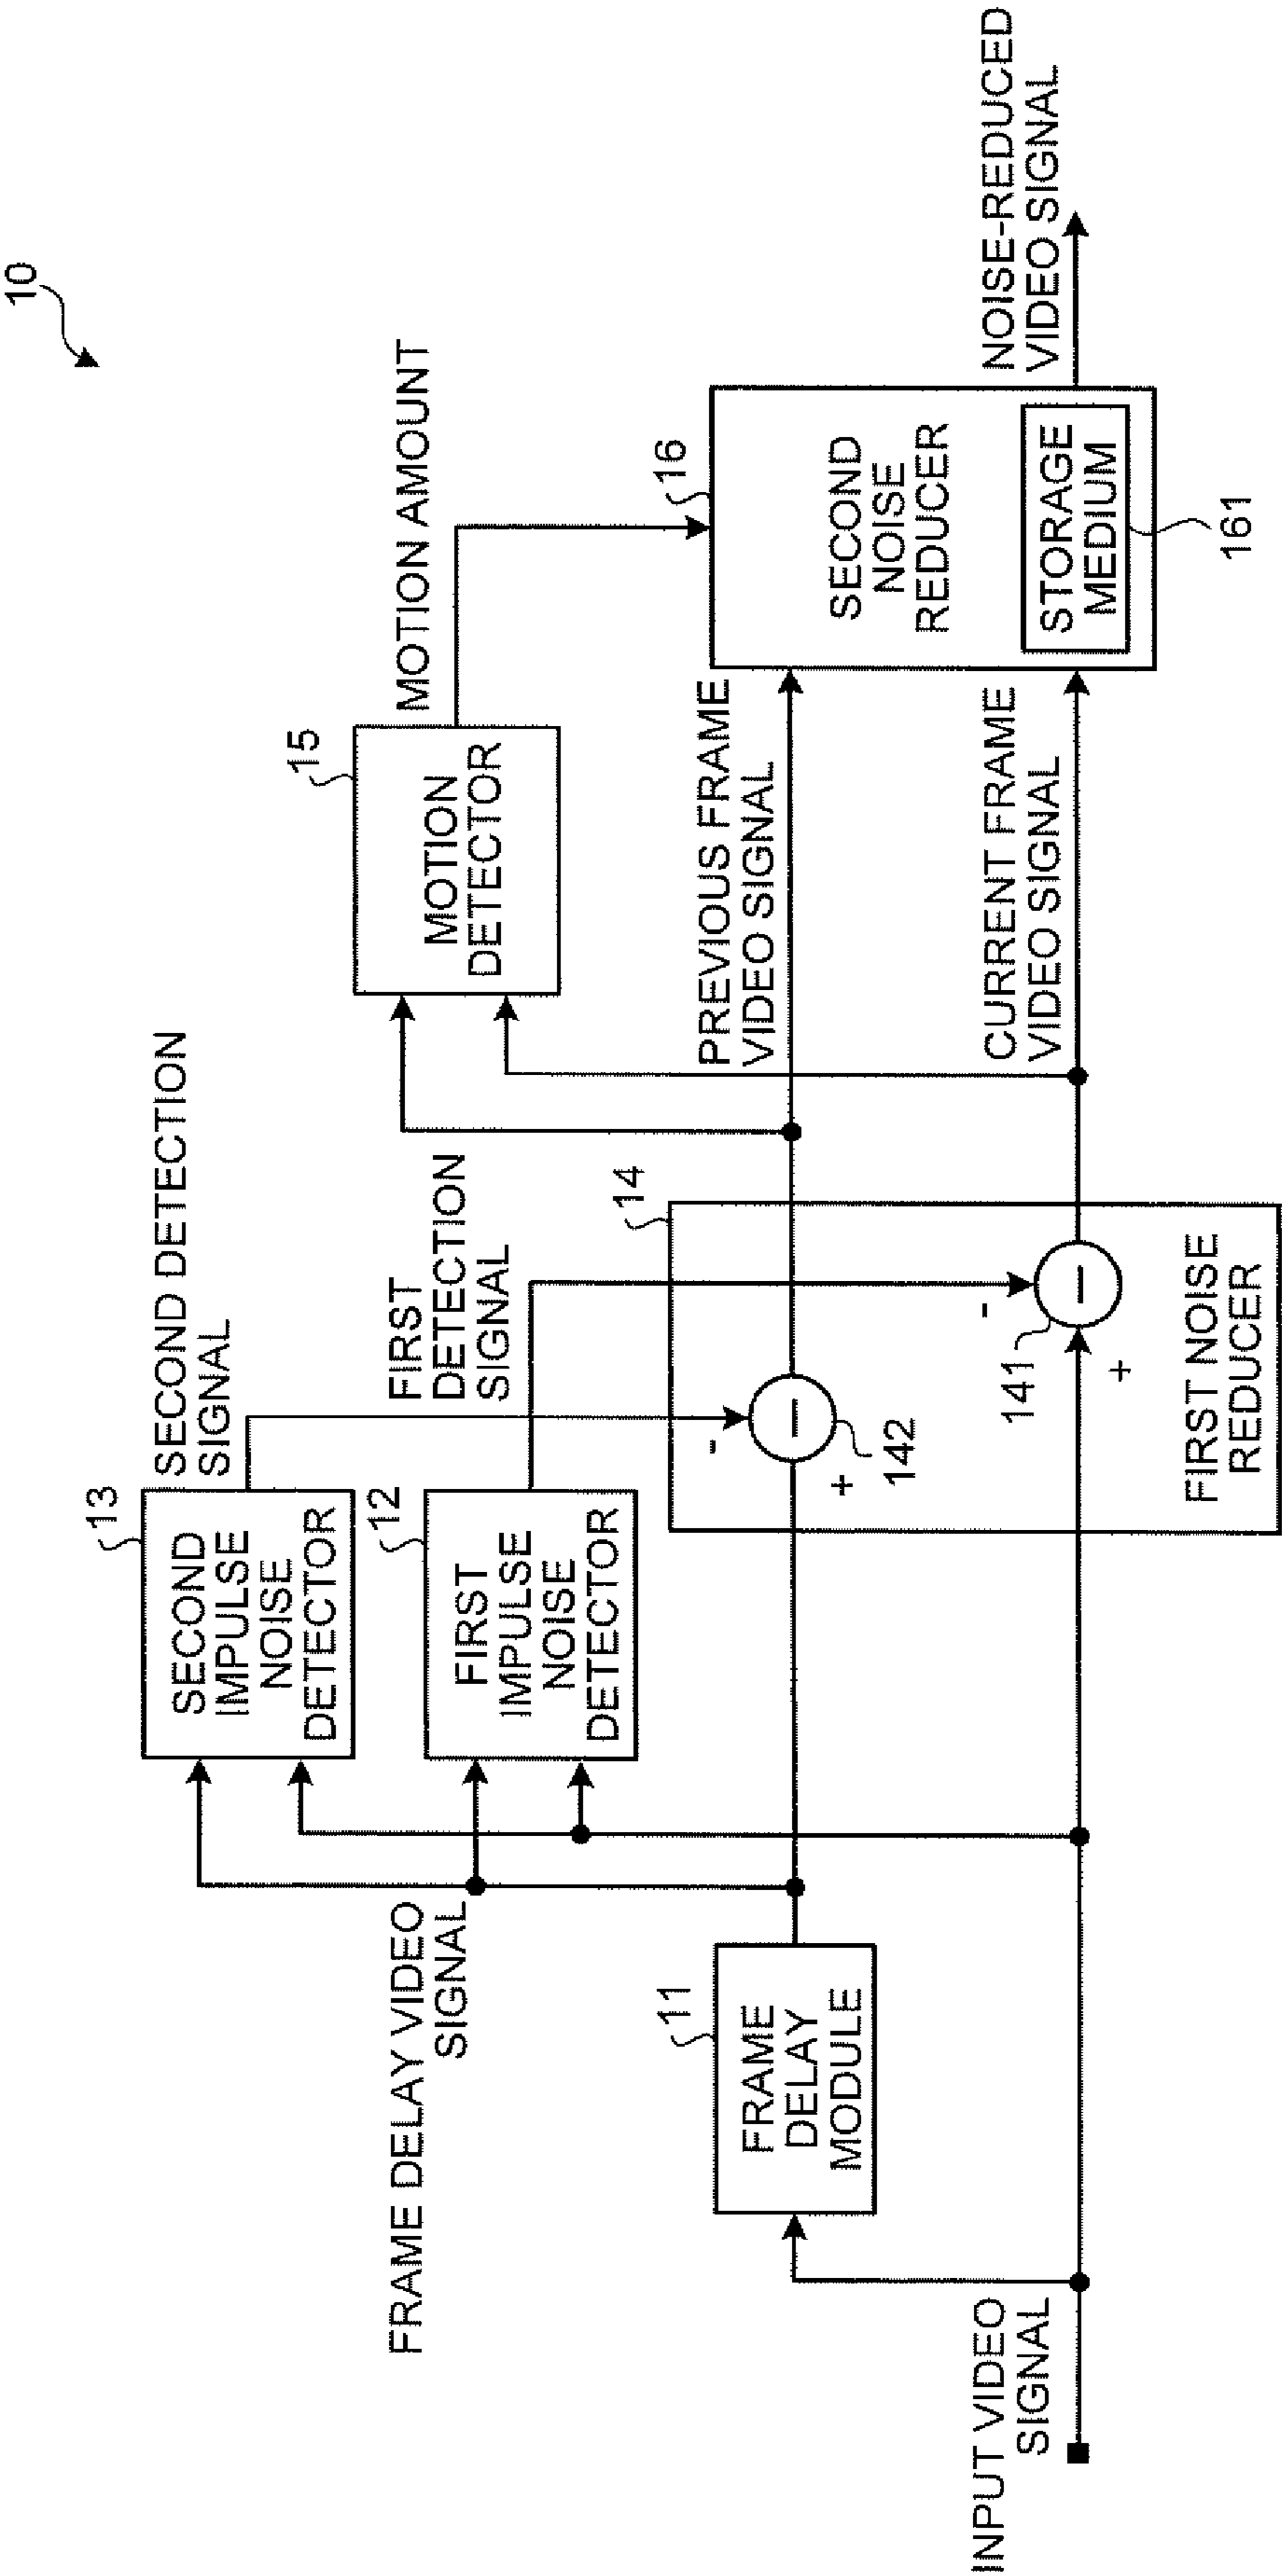 10
SECOND DETECTION
SIGNAL
13
SECOND
IMPULSE
NOISE
DETECTOR
FIRST
DETECTION
SIGNAL
12
FIRST
IMPULSE
NOISE
DETECTOR
FRAME DELAY VIDEO
SIGNAL
15
MOTION
DETECTOR
MOTION AMOUNT
11
FRAME
DELAY
MODULE
14
-
+
142
-
+
141
FIRST NOISE
REDUCER
PREVIOUS FRAME
VIDEO SIGNAL
CURRENT FRAME
VIDEO SIGNAL
16
SECOND
NOISE
REDUCER
STORAGE
MEDIUM
161
INPUT VIDEO
SIGNAL
NOISE-REDUCED
VIDEO SIGNAL